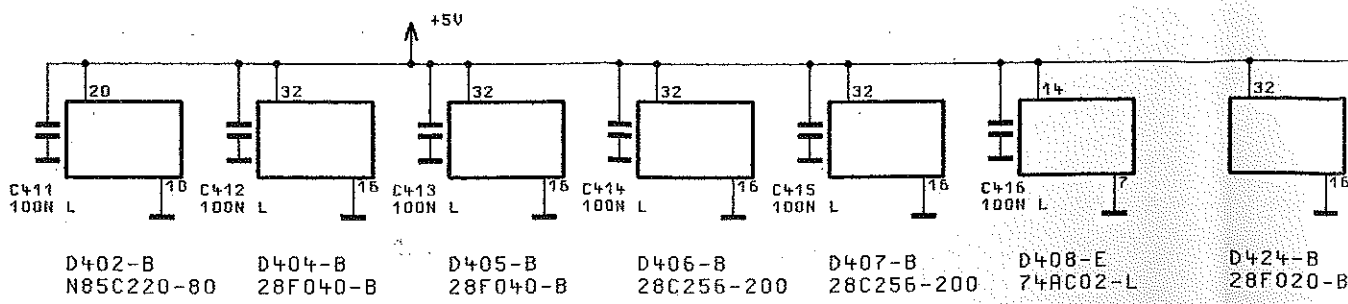 +5V
20
32
32
32
32
14
32
10
16
16
16
16
7
16
C411
100N L
C412
100N L
C413
100N L
C414
100N L
C415
100N L
C416
100N L
D402-B
N85C220-80
D404-B
28F040-B
D405-B
28F040-B
D406-B
28C256-200
D407-B
28C256-200
D408-E
74AC02-L
D424-B
28F020-B